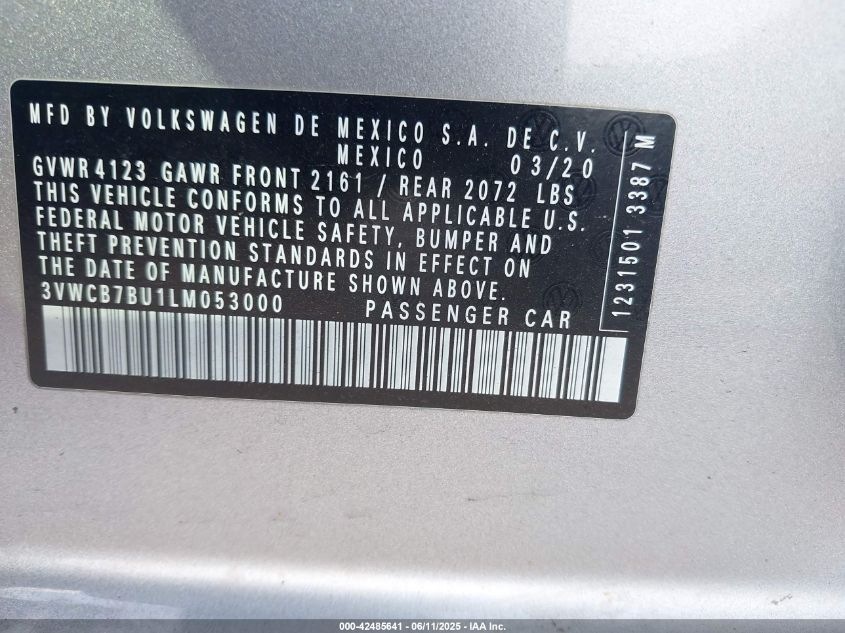 MFD BY VOLKSWAGEN DE MEXICO S.A. DE C.V.
MEXICO 03/20
GVWR 4123 GAWR FRONT 2161 / REAR 2072 LBS
THIS VEHICLE CONFORMS TO ALL APPLICABLE U.S.
FEDERAL MOTOR VEHICLE SAFETY, BUMPER AND
THEFT PREVENTION STANDARDS IN EFFECT ON
THE DATE OF MANUFACTURE SHOWN ABOVE.
3VWCB7BU1LM053000 PASSENGER CAR
1231501 3387 M
000-42485641 - 06/11/2025 - IAA Inc.